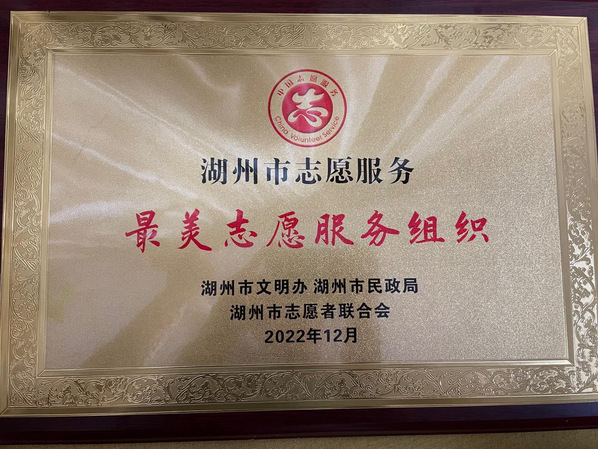 中国志愿服务
志
China Volunteer Service
湖州市志愿服务
最美志愿服务组织
湖州市文明办 湖州市民政局
湖州市志愿者联合会
2022年12月